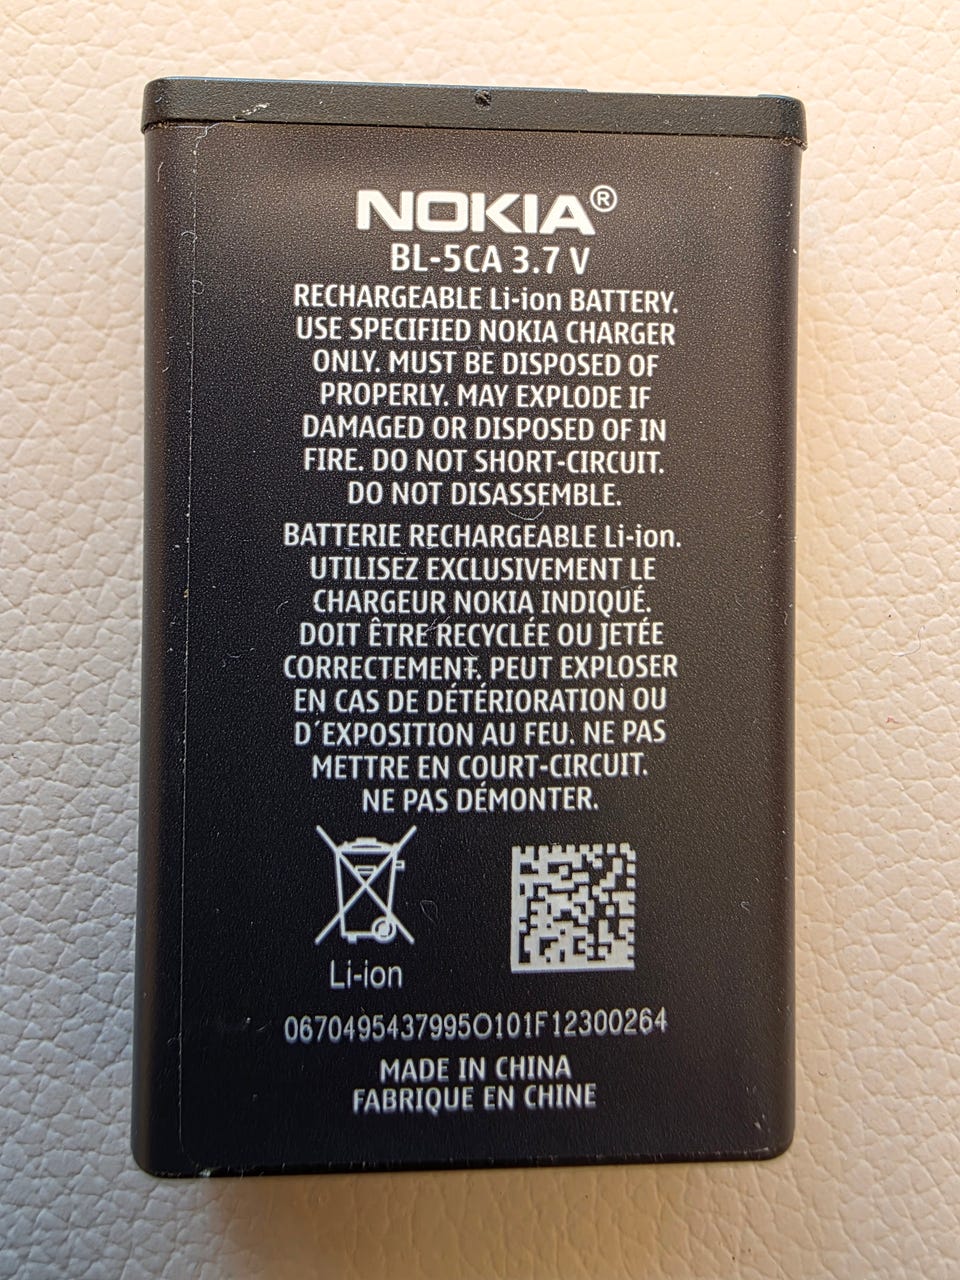 NOKIA®
BL-5CA 3.7 V
RECHARGEABLE Li-ion BATTERY.
USE SPECIFIED NOKIA CHARGER
ONLY. MUST BE DISPOSED OF
PROPERLY. MAY EXPLODE IF
DAMAGED OR DISPOSED OF IN
FIRE. DO NOT SHORT-CIRCUIT.
DO NOT DISASSEMBLE.
BATTERIE RECHARGEABLE Li-ion.
UTILISEZ EXCLUSIVEMENT LE
CHARGEUR NOKIA INDIQUÉ.
DOIT ÊTRE RECYCLÉE OU JETÉE
CORRECTEMENT. PEUT EXPLOSER
EN CAS DE DÉTÉRIORATION OU
D´EXPOSITION AU FEU. NE PAS
METTRE EN COURT-CIRCUIT.
NE PAS DÉMONTER.
Li-ion
0670495437995O101F12300264
MADE IN CHINA
FABRIQUE EN CHINE